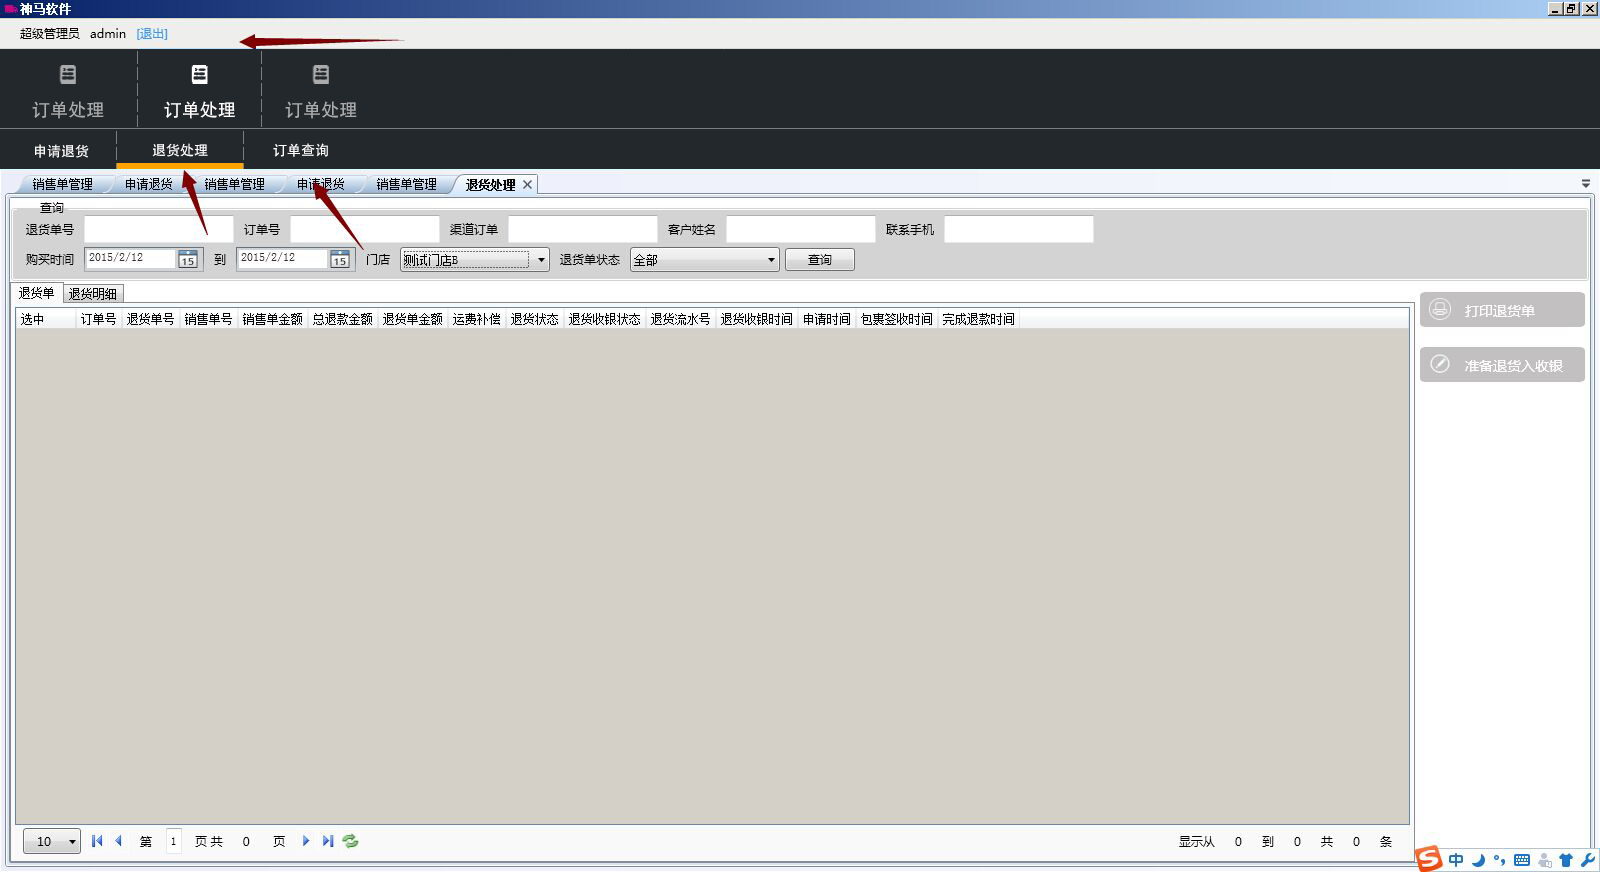 神马软件
超级管理员 admin [退出]
订单处理 订单处理 订单处理
申请退货 退货处理 订单查询
销售单管理 申请退货 销售单管理 申请退货 销售单管理 退货处理
查询
退货单号 订单号 渠道订单 客户姓名 联系手机
购买时间 2015/2/12 15 到 2015/2/12 15 门店 测试门店B 退货单状态 全部 查询
退货单 退货明细
选中 订单号 退货单号 销售单号 销售单金额 总退款金额 退货单金额 运费补偿 退货状态 退货收银状态 退货流水号 退货收银时间 申请时间 包裹签收时间 完成退款时间
打印退货单
准备退货入收银
10 第 1 页 共 0 页 显示从 0 到 0 共 0 条
S 中